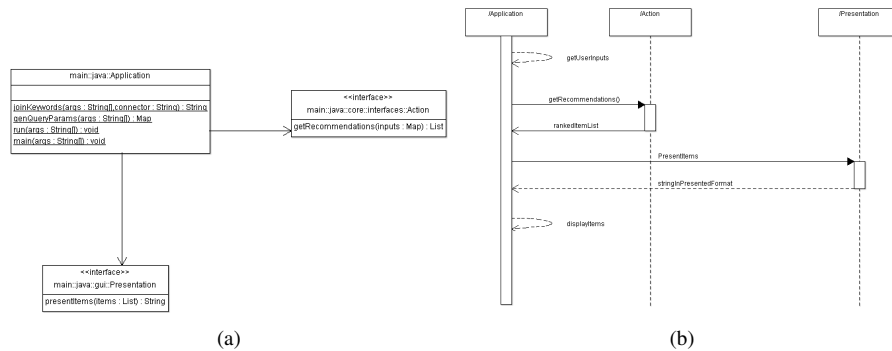 main::java::Application
joinKeywords(args : String[],connector : String) : String
genQueryParams(args : String[]) : Map
run(args : String[]) : void
main(args : String[]) : void
<<interface>>
main::java::core::interfaces::Action
getRecommendations(inputs : Map) : List
<<interface>>
main::java::gui::Presentation
presentItems(items : List) : String
(a)
/Application
/Action
/Presentation
getUserInputs
getRecommendations()
rankedItemList
PresentItems
stringInPresentedFormat
displayItems
(b)